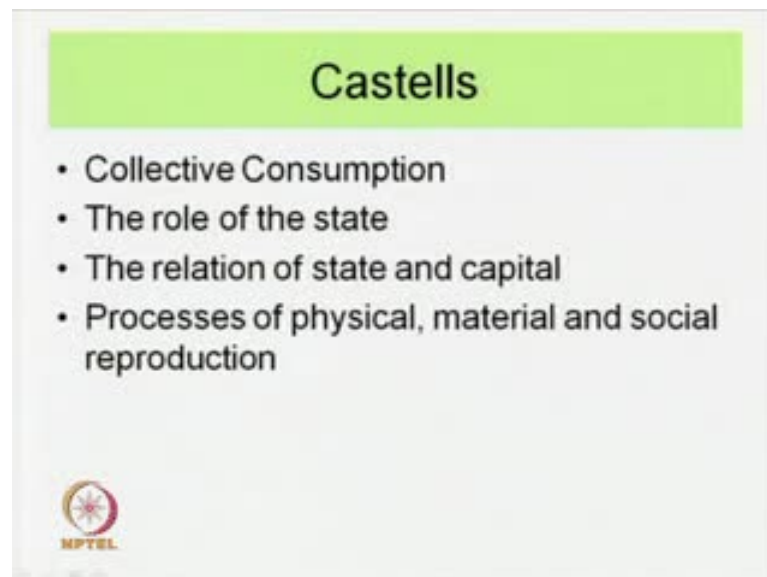 Castells
• Collective Consumption
• The role of the state
• The relation of state and capital
• Processes of physical, material and social
reproduction
NPTEL